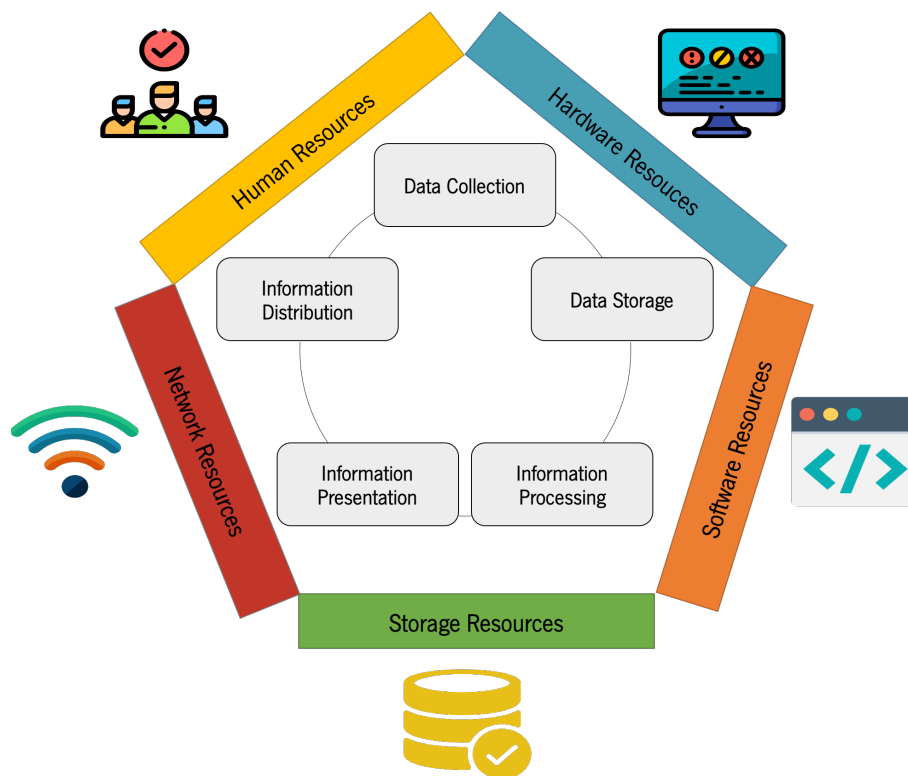 Human Resources
Hardware Resouces
Data Collection
Information
Distribution
Data Storage
Network Resources
Software Resources
Information
Presentation
Information
Processing
Storage Resources